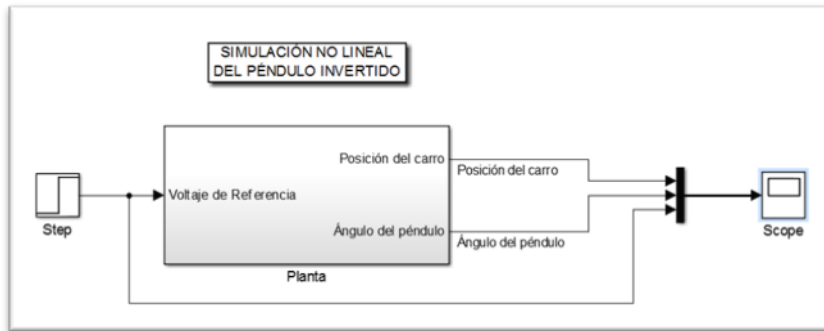 SIMULACIÓN NO LINEAL
DEL PÉNDULO INVERTIDO
Posición del carro
Posición del carro
Voltaje de Referencia
Ángulo del péndulo
Ángulo del péndulo
Step
Scope
Planta